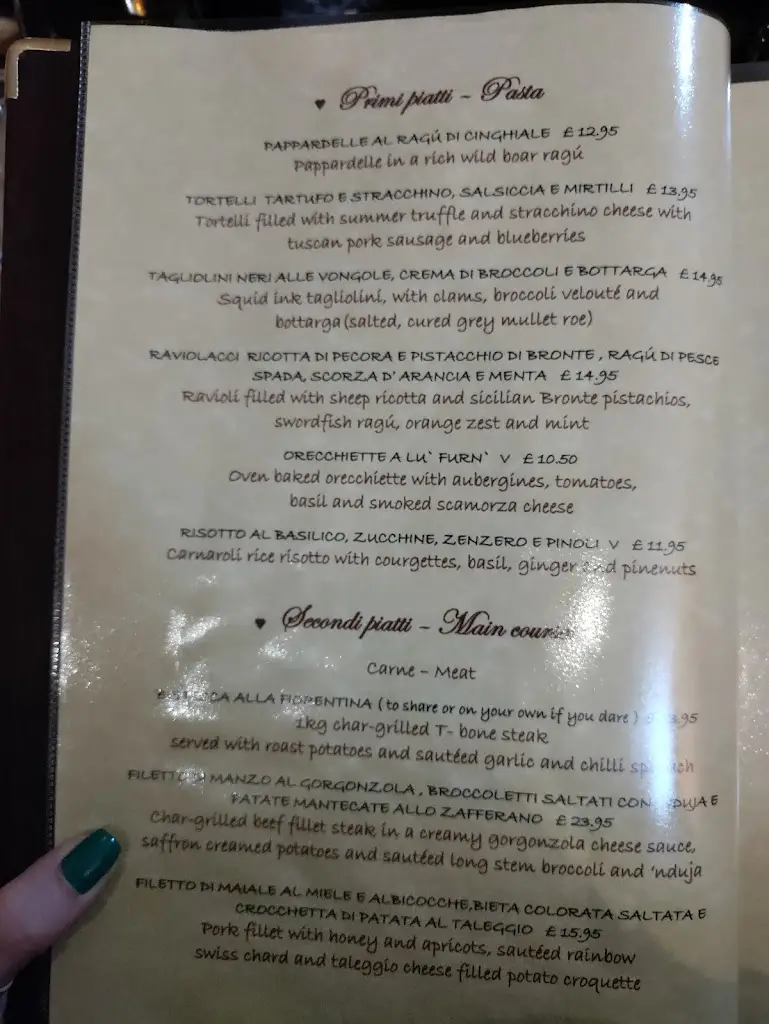 Primi piatti ~ Pasta
PAPPARDELLE AL RAGÚ DI CINGHIALE £12.95
Pappardelle in a rich wild boar ragú
TORTELLI TARTUFO E STRACCHINO, SALSICCIA E MIRTILLI £13.95
Tortelli filled with summer truffle and stracchino cheese with
tuscan pork sausage and blueberries
TAGLIOLINI NERI ALLE VONGOLE, CREMA DI BROCCOLI E BOTTARGA £14.95
Squid ink tagliolini, with clams, broccoli velouté and
bottarga (salted, cured grey mullet roe)
RAVIOLACCI RICOTTA DI PECORA E PISTACCHIO DI BRONTE, RAGÚ DI PESCE
SPADA, SCORZA D'ARANCIA E MENTA £14.95
Ravioli filled with sheep ricotta and sicilian Bronte pistachios,
swordfish ragú, orange zest and mint
ORECCHIETTE A LU` FURN` V £10.50
Oven baked orecchiette with aubergines, tomatoes,
basil and smoked scamorza cheese
RISOTTO AL BASILICO, ZUCCHINE, ZENZERO E PINOLI V £11.95
Carnaroli rice risotto with courgettes, basil, ginger and pinenuts
Secondi piatti ~ Main
Carne ~ Meat
ALLA FIORENTINA (to share or on your own if you dare)
1kg char-grilled T-bone steak
served with roast potatoes and sautéed garlic and chilli
FILETTO DI MANZO AL GORGONZOLA, BROCCOLETTI SALTATI CON E
PATATE MANTECATE ALLO ZAFFERANO £23.95
Char-grilled beef fillet steak in a creamy gorgonzola cheese sauce,
saffron creamed potatoes and sautéed long stem broccoli and 'nduja
FILETTO DI MAIALE AL MIELE E ALBICOCCHE, BIETA COLORATA SALTATA E
CROCCHETTA DI PATATA AL TALEGGIO £15.95
Pork fillet with honey and apricots, sautéed rainbow
swiss chard and taleggio cheese filled potato croquette